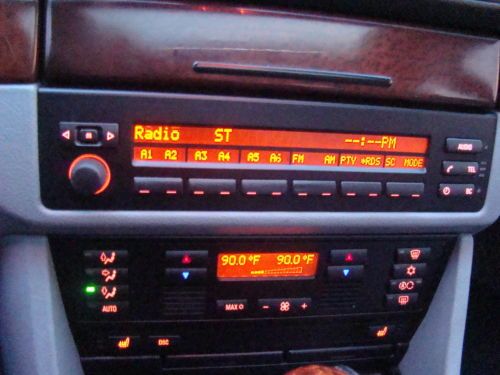 Radio ST --:--PM
AUDIO
A1 A2 A3 A4 A5 A6 FM AM PTY *RDS SC MODE
TEL
BC
90.0 °F 90.0 °F
AUTO
MAX
- +
DSC